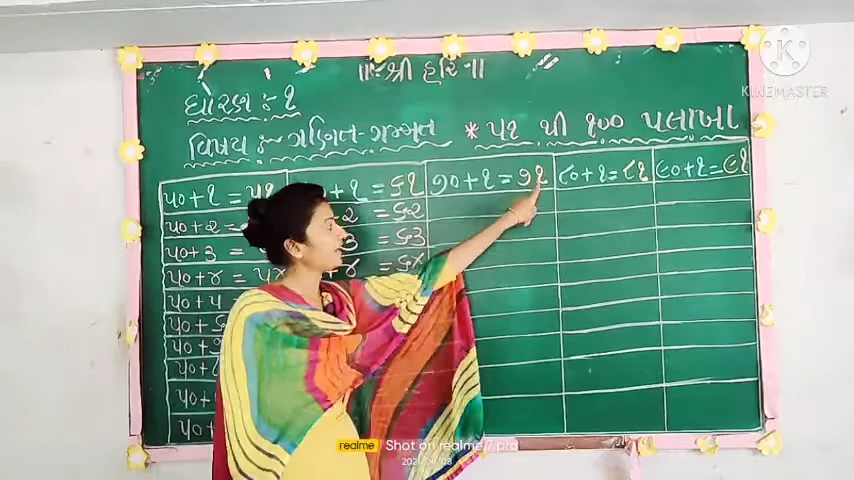 ॥ શ્રી હરિ ॥
ધોરણ :- ૧
વિષય :- ગણિત-ગમ્મત * ૫૧ થી ૧૦૦ પલાખા
૫૦+૧ = ૫૧ +૧ = ૬૧ ૭૦+૧ = ૭૧ ૮૦+૧ = ૮૧ ૯૦+૧ = ૯૧
૫૦+૨ = ૨ = ૬૨
૫૦+૩ = ૩ = ૬૩
૫૦+૪ = ૫૪ +૪ = ૬૪
૫૦+૫ =
૫૦+૬
૫૦+૭
૫૦+૮
૫૦+
૫૦+
K
KINEMASTER
realme Shot on realme 7 pro